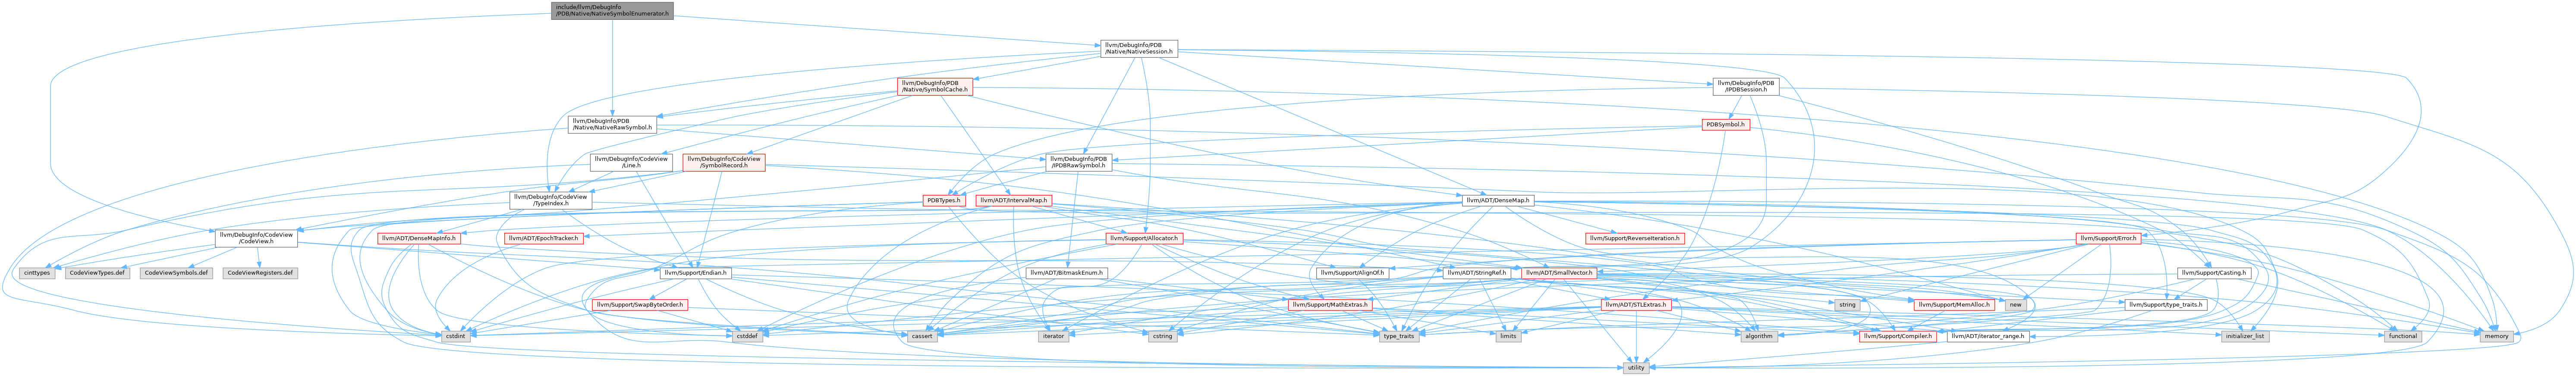 include/llvm/DebugInfo
/PDB/Native/NativeSymbolEnumerator.h
llvm/DebugInfo/PDB
/Native/NativeSession.h
llvm/DebugInfo/PDB
/Native/SymbolCache.h
llvm/DebugInfo/PDB
/IPDBSession.h
llvm/DebugInfo/PDB
/Native/NativeRawSymbol.h
PDBSymbol.h
llvm/DebugInfo/CodeView
/Line.h
llvm/DebugInfo/CodeView
/SymbolRecord.h
llvm/DebugInfo/PDB
/IPDBRawSymbol.h
llvm/DebugInfo/CodeView
/TypeIndex.h
PDBTypes.h
llvm/ADT/IntervalMap.h
llvm/ADT/DenseMap.h
llvm/DebugInfo/CodeView
/CodeView.h
llvm/ADT/DenseMapInfo.h
llvm/ADT/EpochTracker.h
llvm/Support/Allocator.h
llvm/Support/ReverseIteration.h
llvm/Support/Error.h
cinttypes
CodeViewTypes.def
CodeViewSymbols.def
CodeViewRegisters.def
llvm/Support/Endian.h
llvm/ADT/BitmaskEnum.h
llvm/Support/AlignOf.h
llvm/ADT/StringRef.h
llvm/ADT/SmallVector.h
llvm/Support/Casting.h
llvm/Support/SwapByteOrder.h
llvm/Support/MathExtras.h
string
llvm/ADT/STLExtras.h
llvm/Support/MemAlloc.h
new
llvm/Support/type_traits.h
cstdint
cstddef
cassert
iterator
cstring
type_traits
limits
algorithm
llvm/Support/Compiler.h
llvm/ADT/iterator_range.h
initializer_list
functional
memory
utility